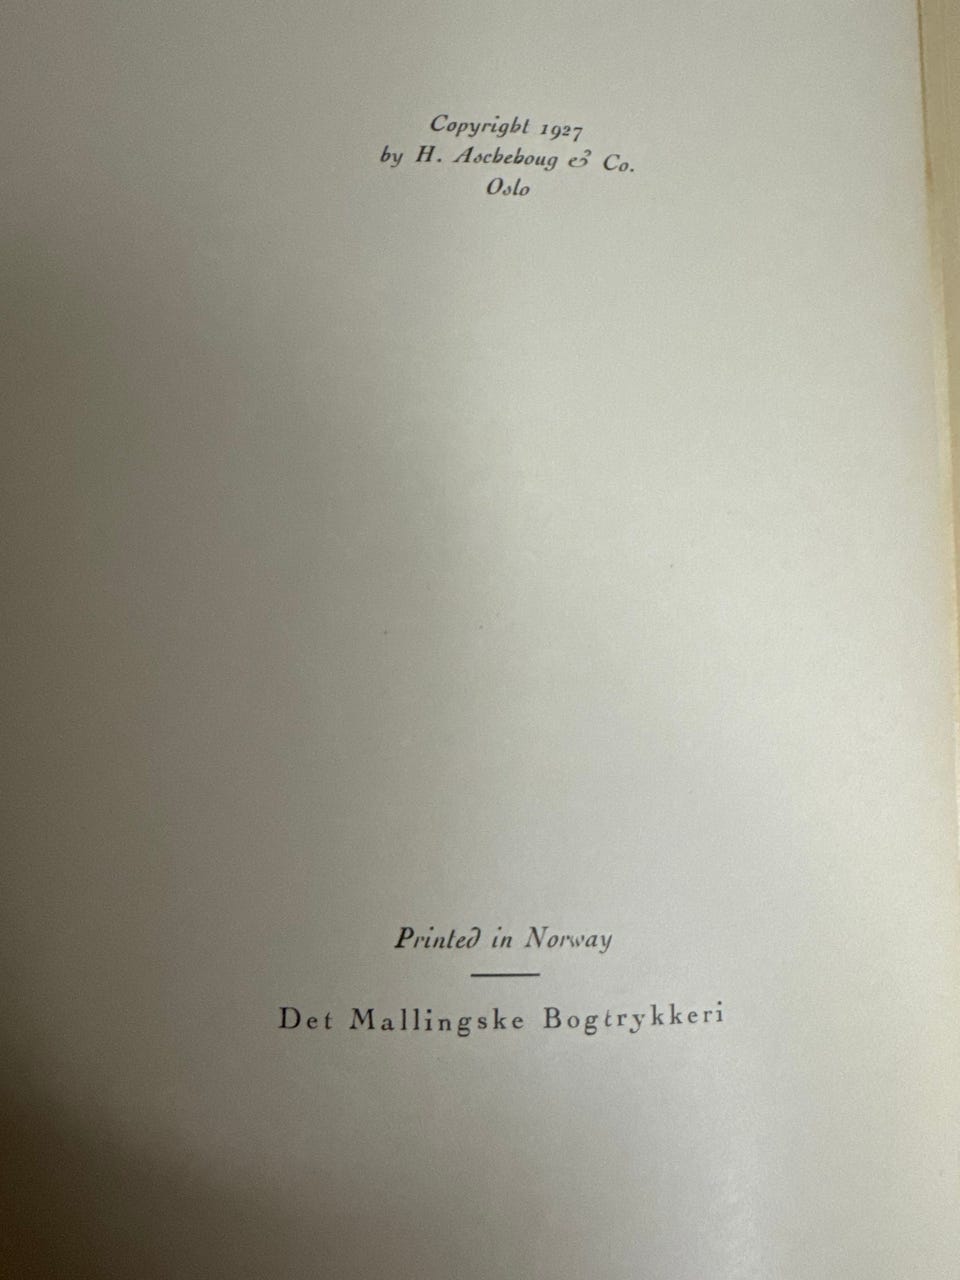 Copyright 1927
by H. Aschehoug & Co.
Oslo
Printed in Norway
Det Mallingske Bogtrykkeri